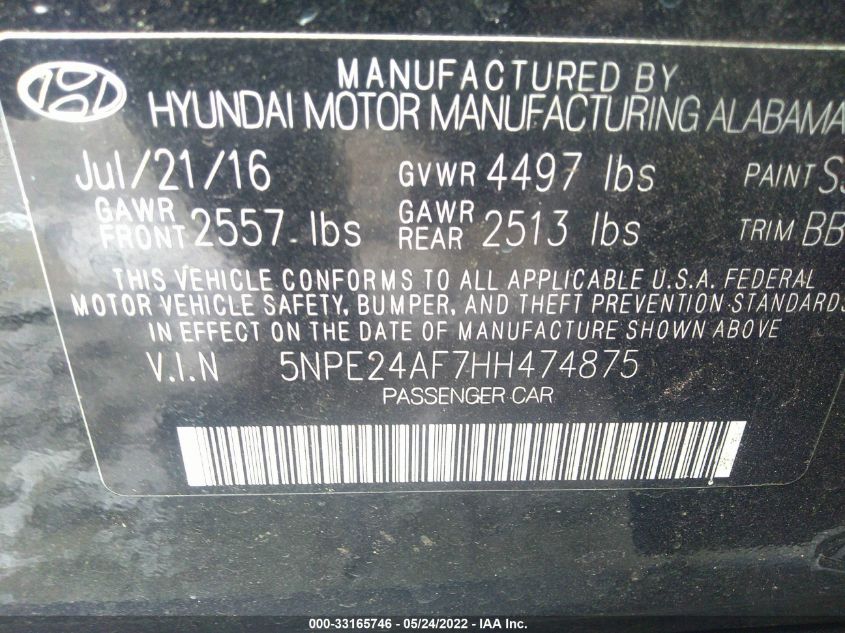 MANUFACTURED BY
HYUNDAI MOTOR MANUFACTURING ALABAMA
Jul/21/16 GVWR 4497 lbs PAINT
GAWR FRONT 2557 lbs GAWR REAR 2513 lbs TRIM BB
THIS VEHICLE CONFORMS TO ALL APPLICABLE U.S.A. FEDERAL
MOTOR VEHICLE SAFETY, BUMPER, AND THEFT PREVENTION STANDARDS
IN EFFECT ON THE DATE OF MANUFACTURE SHOWN ABOVE
V.I.N 5NPE24AF7HH474875
PASSENGER CAR
000-33165746 - 05/24/2022 - IAA Inc.